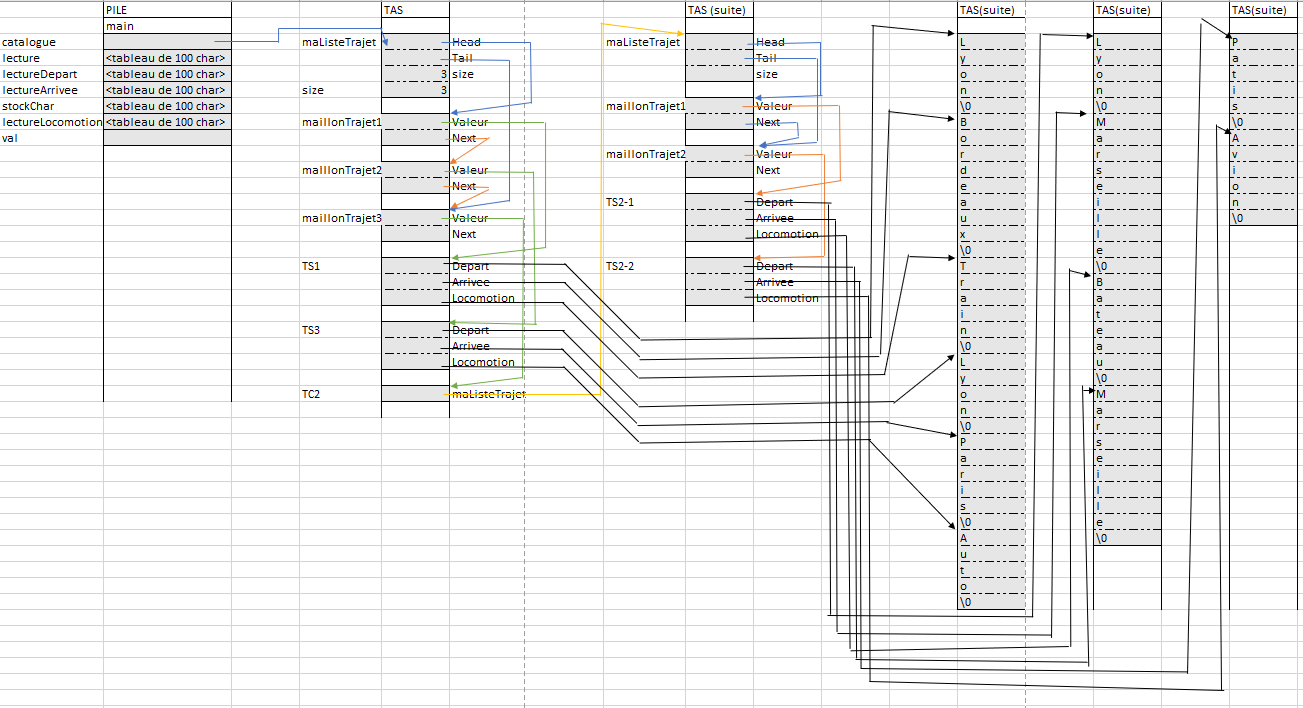 PILE TAS TAS (suite) TAS(suite) TAS(suite) TAS(suite)
main
catalogue maListeTrajet Head maListeTrajet Head L L P
lecture <tableau de 100 char> Tail Tail y y a
lectureDepart <tableau de 100 char> 3 size size o o t
lectureArrivee <tableau de 100 char> size 3 n n i
stockChar <tableau de 100 char> maillonTrajet1 Valeur \0 \0 s
lectureLocomotion <tableau de 100 char> maillonTrajet1 Valeur Next B M \0
val Next o a A
maillonTrajet2 Valeur r r v
maillonTrajet2 Valeur Next d s i
Next e e o
TS2-1 Depart a i n
maillonTrajet3 Valeur Arrivee u l \0
Next Locomotion x l
\0 e
TS1 Depart TS2-2 Depart T \0
Arrivee Arrivee r B
Locomotion Locomotion a a
i t
TS3 Depart n e
Arrivee \0 a
Locomotion L u
y \0
TC2 maListeTrajet o M
n a
\0 r
P s
a e
r i
i l
s l
\0 e
A \0
u
t
o
\0